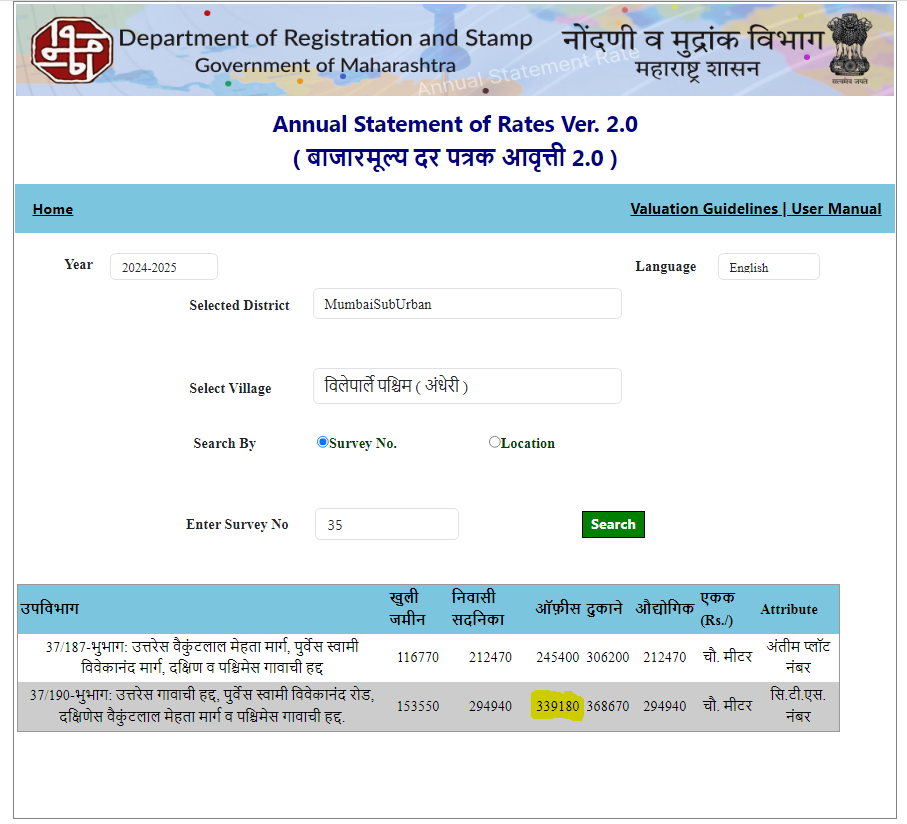 Department of Registration and Stamp
Government of Maharashtra
नोंदणी व मुद्रांक विभाग
महाराष्ट्र शासन
सत्यमेव जयते
Annual Statement Rate
Annual Statement of Rates Ver. 2.0
( बाजारमूल्य दर पत्रक आवृत्ती 2.0 )
Home Valuation Guidelines | User Manual
Year 2024-2025 Language English
Selected District MumbaiSubUrban
Select Village विलेपार्ले पश्चिम ( अंधेरी )
Search By Survey No. Location
Enter Survey No 35 Search
उपविभाग खुली जमीन निवासी सदनिका ऑफ़ीस दुकाने औद्योगिक एकक (Rs./) Attribute
37/187-भुभाग: उत्तरेस वैकुंटलाल मेहता मार्ग, पुर्वेस स्वामी
विवेकानंद मार्ग, दक्षिण व पश्चिमेस गावाची हद्द 116770 212470 245400 306200 212470 चौ. मीटर अंतीम प्लॉट नंबर
37/190-भुभाग: उत्तरेस गावाची हद्द, पुर्वेस स्वामी विवेकानंद रोड,
दक्षिणेस वैकुंटलाल मेहता मार्ग व पश्चिमेस गावाची हद्द. 153550 294940 339180 368670 294940 चौ. मीटर सि.टी.एस. नंबर